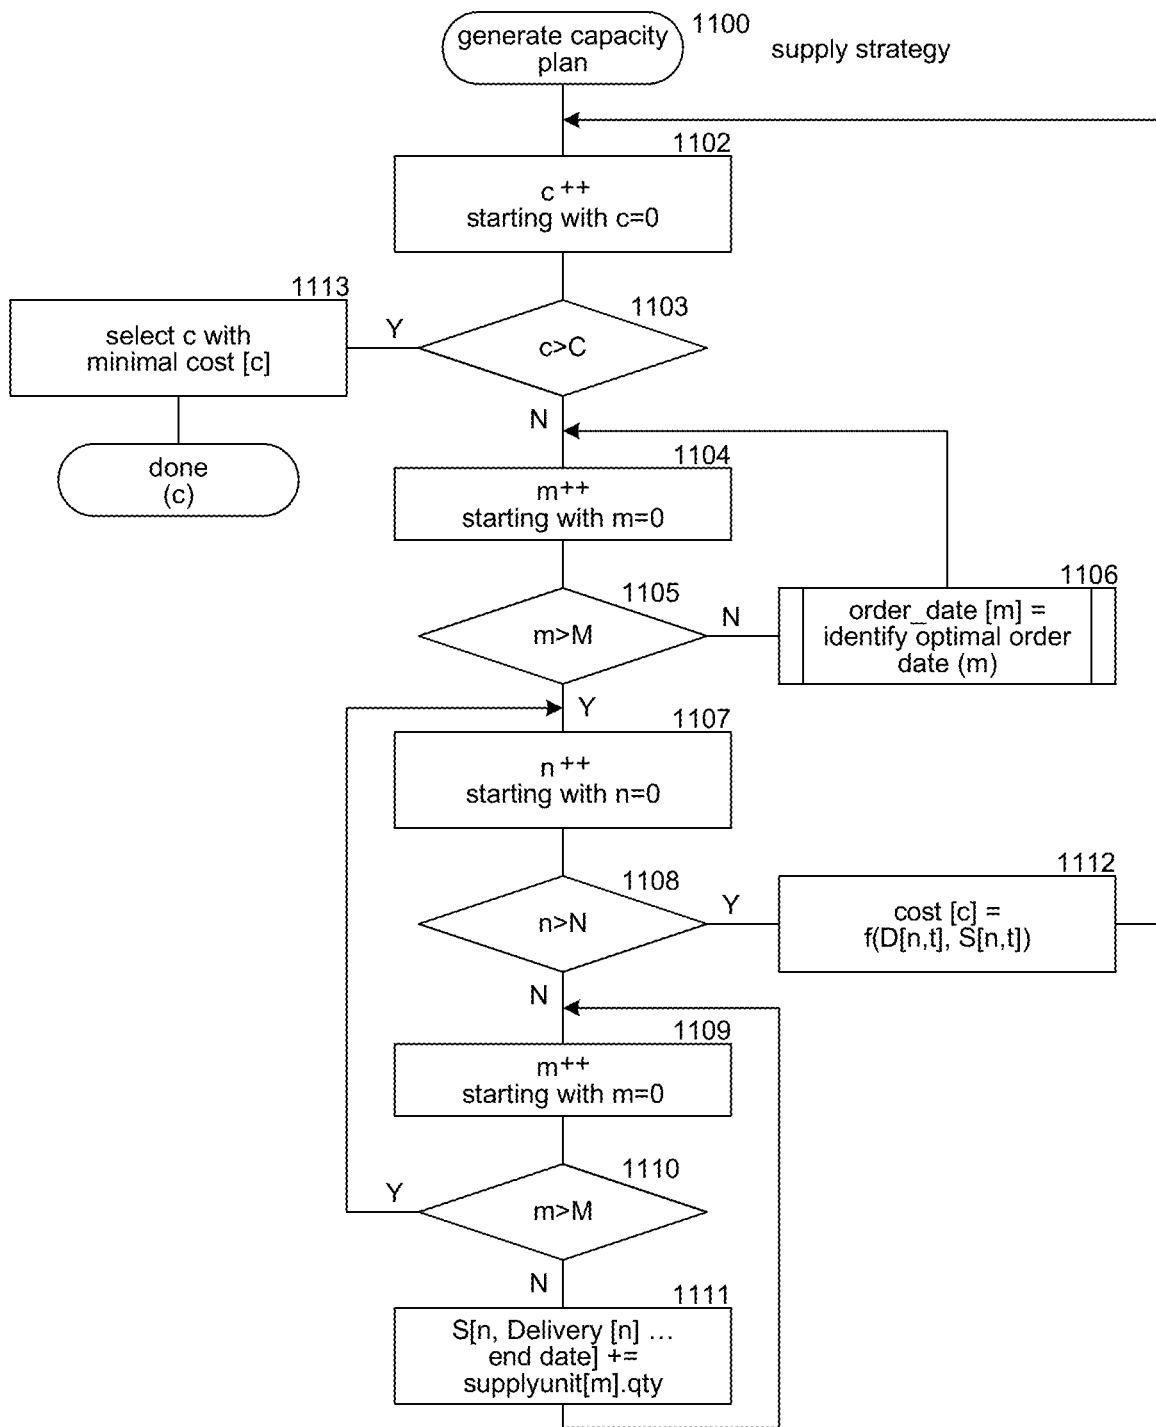 generate capacity
plan
1100
supply strategy
1102
c ++
starting with c=0
1113
select c with
minimal cost [c]
Y
1103
c>C
done
(c)
N
1104
m++
starting with m=0
1105
m>M
N
1106
order_date [m] =
identify optimal order
date (m)
Y
1107
n++
starting with n=0
1108
n>N
Y
1112
cost [c] =
f(D[n,t], S[n,t])
N
1109
m++
starting with m=0
1110
Y
m>M
N
1111
S[n, Delivery [n] ...
end date] +=
supplyunit[m].qty